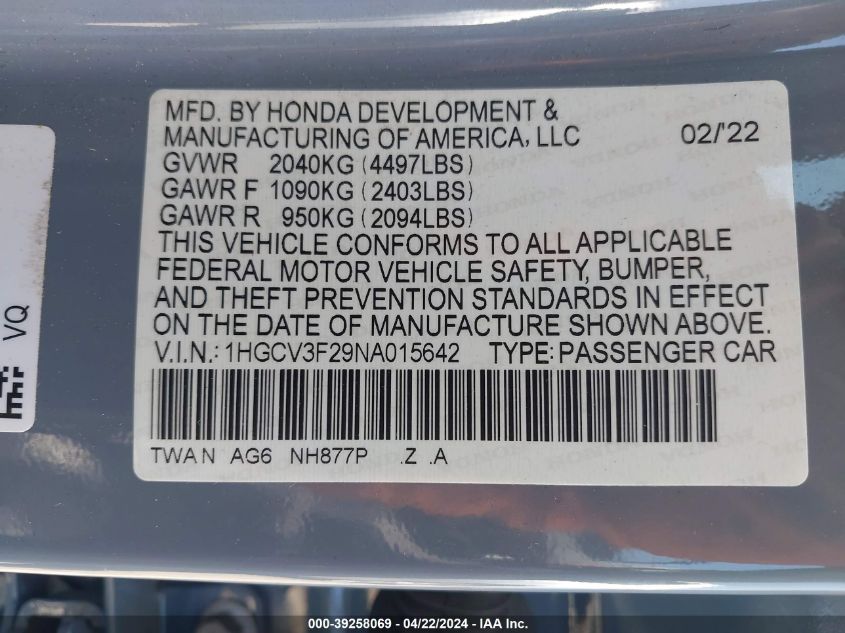 MFD. BY HONDA DEVELOPMENT &
MANUFACTURING OF AMERICA, LLC 02/'22
GVWR 2040KG (4497LBS)
GAWR F 1090KG (2403LBS)
GAWR R 950KG (2094LBS)
THIS VEHICLE CONFORMS TO ALL APPLICABLE
FEDERAL MOTOR VEHICLE SAFETY, BUMPER,
AND THEFT PREVENTION STANDARDS IN EFFECT
ON THE DATE OF MANUFACTURE SHOWN ABOVE.
V.I.N.: 1HGCV3F29NA015642 TYPE: PASSENGER CAR
TWA N AG6 NH877P .Z .A
VQ
000-39258069 - 04/22/2024 - IAA Inc.